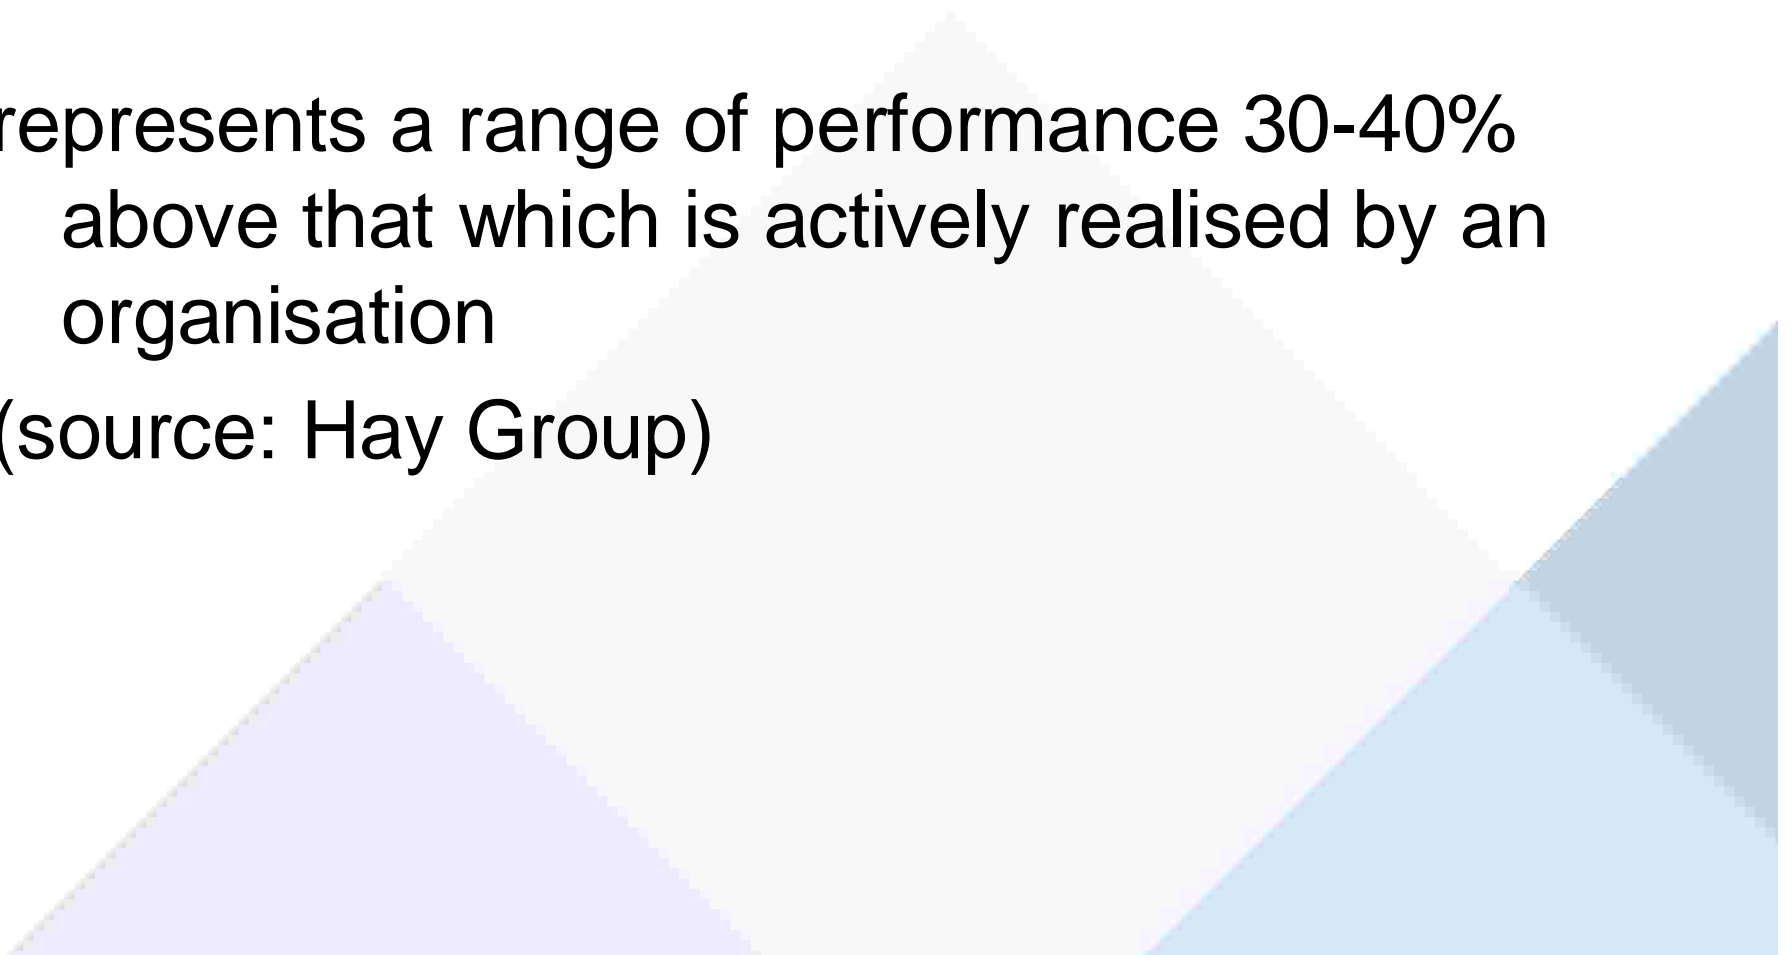 represents a range of performance 30-40%
above that which is actively realised by an
organisation
(source: Hay Group)